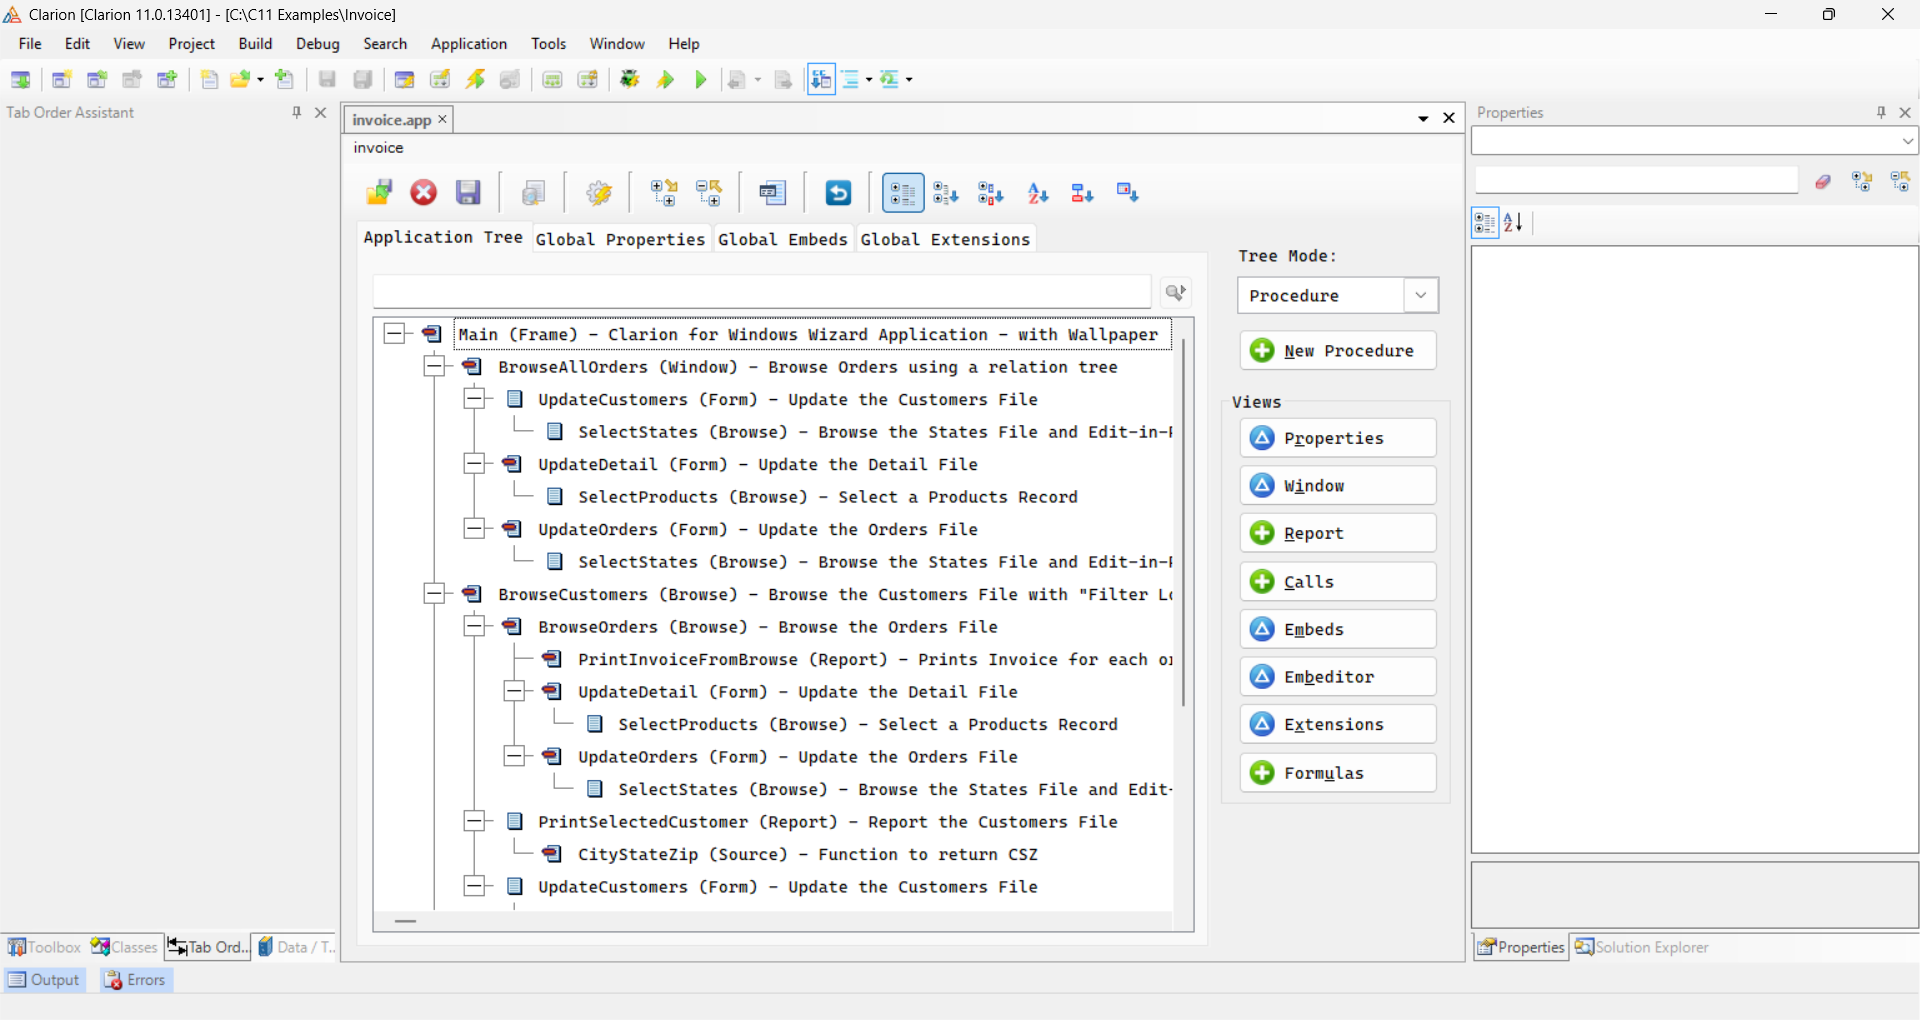 Clarion [Clarion 11.0.13401] - [C:\C11 Examples\Invoice]
File Edit View Project Build Debug Search Application Tools Window Help
Tab Order Assistant
invoice.app
Properties
invoice
Application Tree Global Properties Global Embeds Global Extensions
Tree Mode:
Procedure
Main (Frame) - Clarion for Windows Wizard Application - with Wallpaper
BrowseAllOrders (Window) - Browse Orders using a relation tree
UpdateCustomers (Form) - Update the Customers File
SelectStates (Browse) - Browse the States File and Edit-in-
UpdateDetail (Form) - Update the Detail File
SelectProducts (Browse) - Select a Products Record
UpdateOrders (Form) - Update the Orders File
SelectStates (Browse) - Browse the States File and Edit-in-
BrowseCustomers (Browse) - Browse the Customers File with "Filter
BrowseOrders (Browse) - Browse the Orders File
PrintInvoiceFromBrowse (Report) - Prints Invoice for each
UpdateDetail (Form) - Update the Detail File
SelectProducts (Browse) - Select a Products Record
UpdateOrders (Form) - Update the Orders File
SelectStates (Browse) - Browse the States File and Edit-
PrintSelectedCustomer (Report) - Report the Customers File
CityStateZip (Source) - Function to return CSZ
UpdateCustomers (Form) - Update the Customers File
New Procedure
Views
Properties
Window
Report
Calls
Embeds
Embeditor
Extensions
Formulas
Toolbox Classes Tab Ord... Data / T...
Properties Solution Explorer
Output Errors